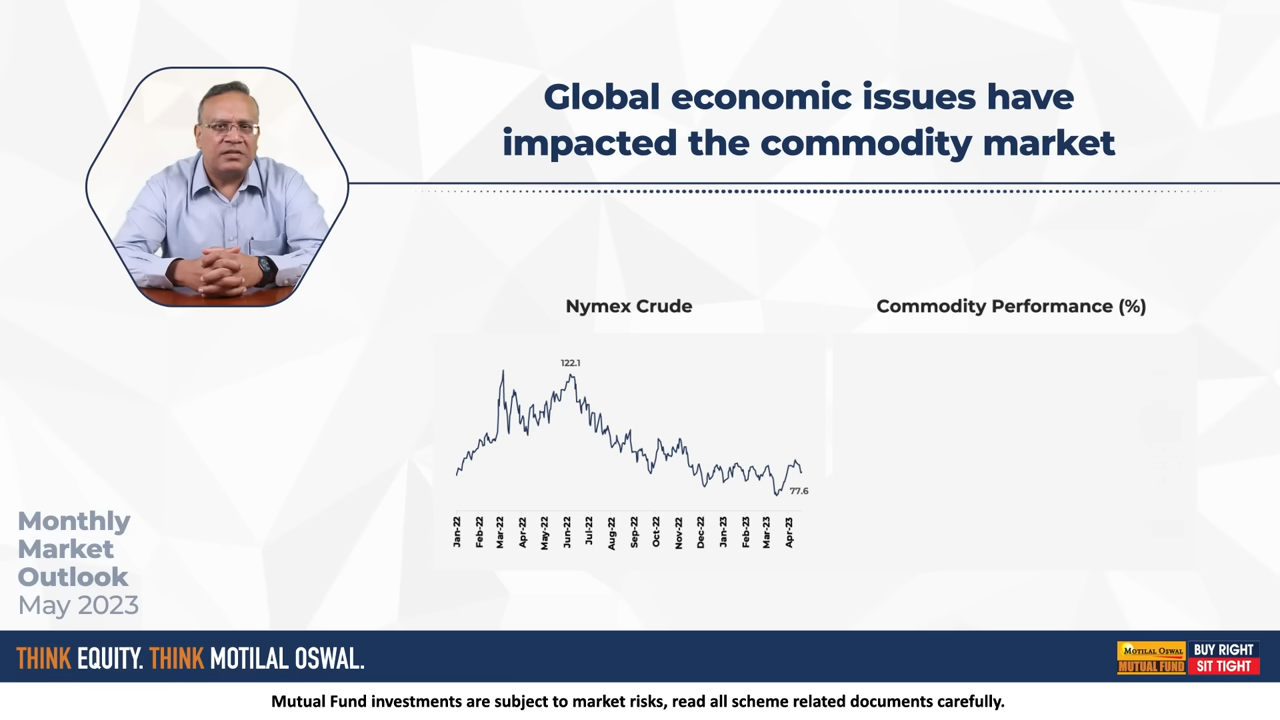 Global economic issues have
impacted the commodity market
Nymex Crude
Commodity Performance (%)
122.1
77.6
Jan-22
Feb-22
Mar-22
Apr-22
May-22
Jun-22
Jul-22
Aug-22
Sep-22
Oct-22
Nov-22
Dec-22
Jan-23
Feb-23
Mar-23
Apr-23
Monthly
Market
Outlook
May 2023
THINK EQUITY. THINK MOTILAL OSWAL.
MOTILAL OSWAL
MUTUAL FUND
BUY RIGHT
SIT TIGHT
Mutual Fund investments are subject to market risks, read all scheme related documents carefully.